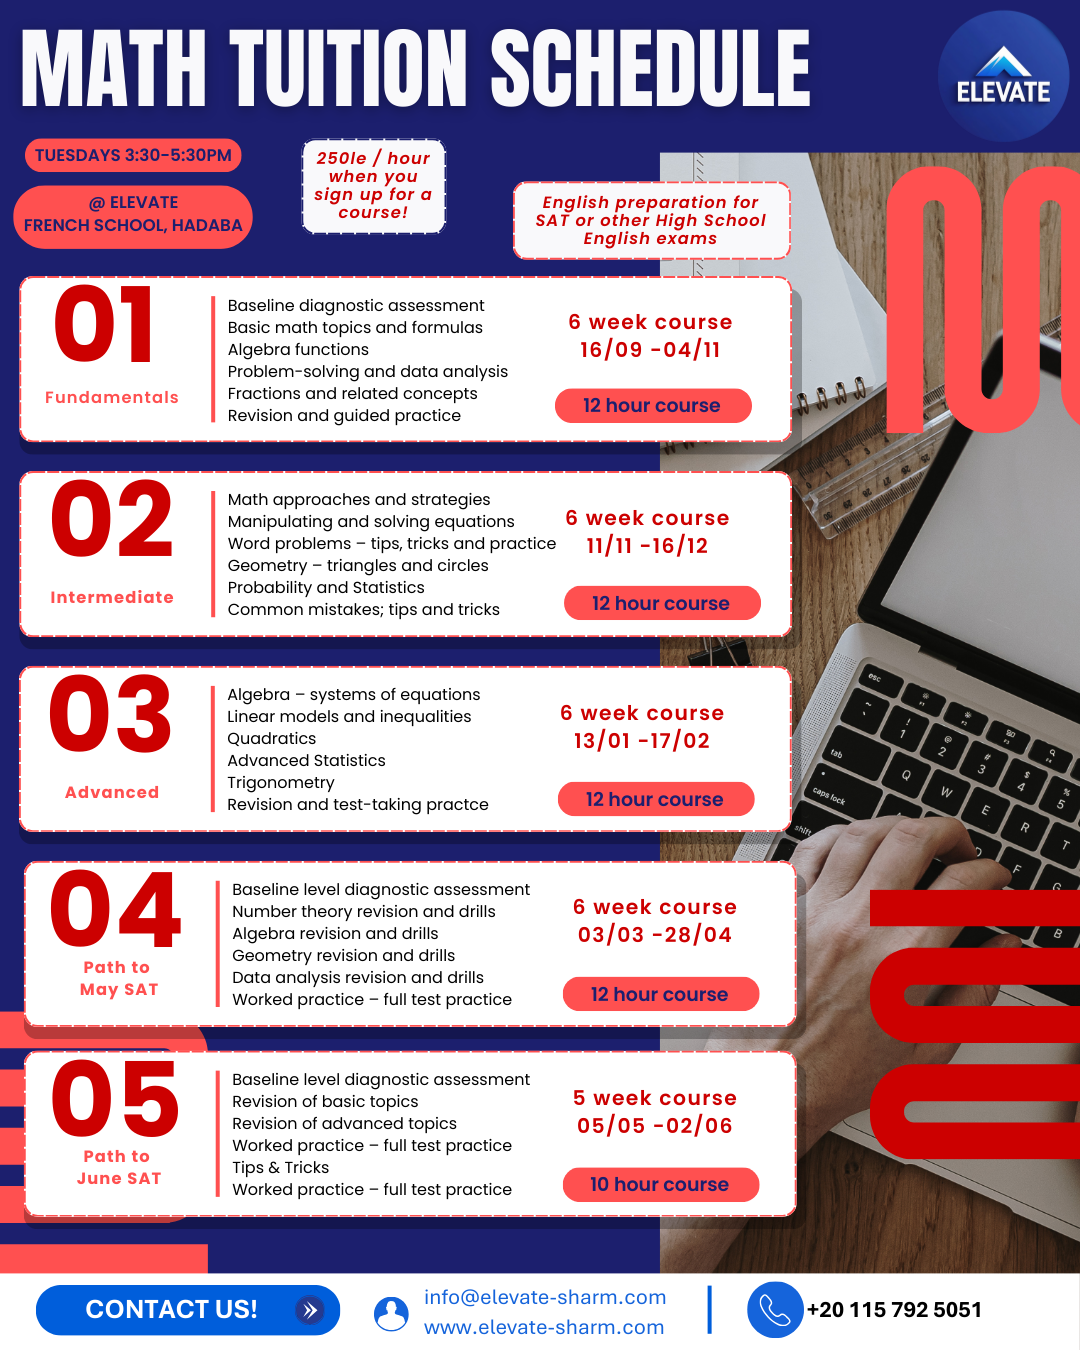 MATH TUITION SCHEDULE
ELEVATE
TUESDAYS 3:30-5:30PM
@ ELEVATE
FRENCH SCHOOL, HADABA
250le / hour
when you
sign up for a
course!
English preparation for
SAT or other High School
English exams
01
Fundamentals
Baseline diagnostic assessment
Basic math topics and formulas
Algebra functions
Problem-solving and data analysis
Fractions and related concepts
Revision and guided practice
6 week course
16/09 -04/11
12 hour course
02
Intermediate
Math approaches and strategies
Manipulating and solving equations
Word problems – tips, tricks and practice
Geometry – triangles and circles
Probability and Statistics
Common mistakes; tips and tricks
6 week course
11/11 -16/12
12 hour course
03
Advanced
Algebra – systems of equations
Linear models and inequalities
Quadratics
Advanced Statistics
Trigonometry
Revision and test-taking practce
6 week course
13/01 -17/02
12 hour course
04
Path to
May SAT
Baseline level diagnostic assessment
Number theory revision and drills
Algebra revision and drills
Geometry revision and drills
Data analysis revision and drills
Worked practice – full test practice
6 week course
03/03 -28/04
12 hour course
05
Path to
June SAT
Baseline level diagnostic assessment
Revision of basic topics
Revision of advanced topics
Worked practice – full test practice
Tips & Tricks
Worked practice – full test practice
5 week course
05/05 -02/06
10 hour course
esc
tab
caps lock
shift
1
2
3
4
5
Q
W
E
R
T
D
F
G
B
CONTACT US!
info@elevate-sharm.com
www.elevate-sharm.com
+20 115 792 5051